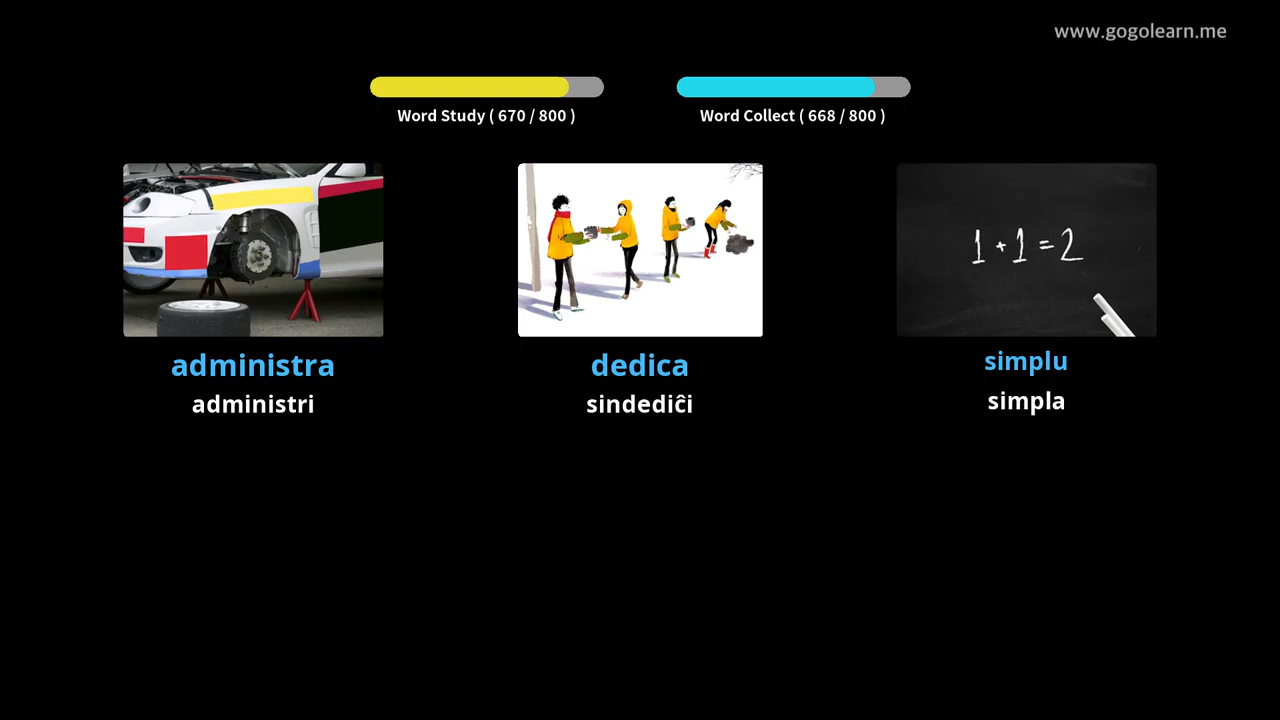 www.gogolearn.me
Word Study ( 670 / 800 )
Word Collect ( 668 / 800 )
1 + 1 = 2
administra
dedica
simplu
administri
sindediĉi
simpla